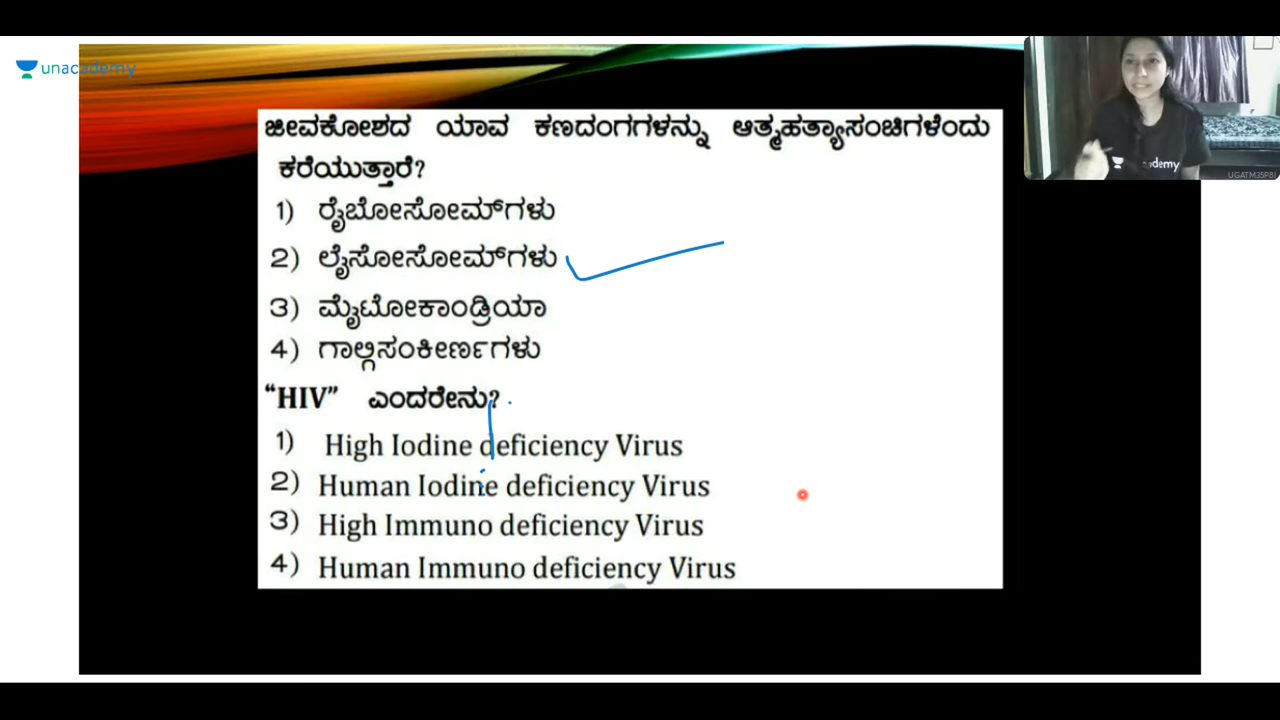 unacademy
ಜೀವಕೋಶದ ಯಾವ ಕಣದಂಗಗಳನ್ನು ಆತ್ಮಹತ್ಯಾಸಂಚಿಗಳೆಂದು
ಕರೆಯುತ್ತಾರೆ?
1) ರೈಬೋಸೋಮ್‌ಗಳು
2) ಲೈಸೋಸೋಮ್‌ಗಳು
3) ಮೈಟೋಕಾಂಡ್ರಿಯಾ
4) ಗಾಲ್ಗಿಸಂಕೀರ್ಣಗಳು
“HIV” ಎಂದರೇನು?
1) High Iodine deficiency Virus
2) Human Iodine deficiency Virus
3) High Immuno deficiency Virus
4) Human Immuno deficiency Virus
UGATM35P8I